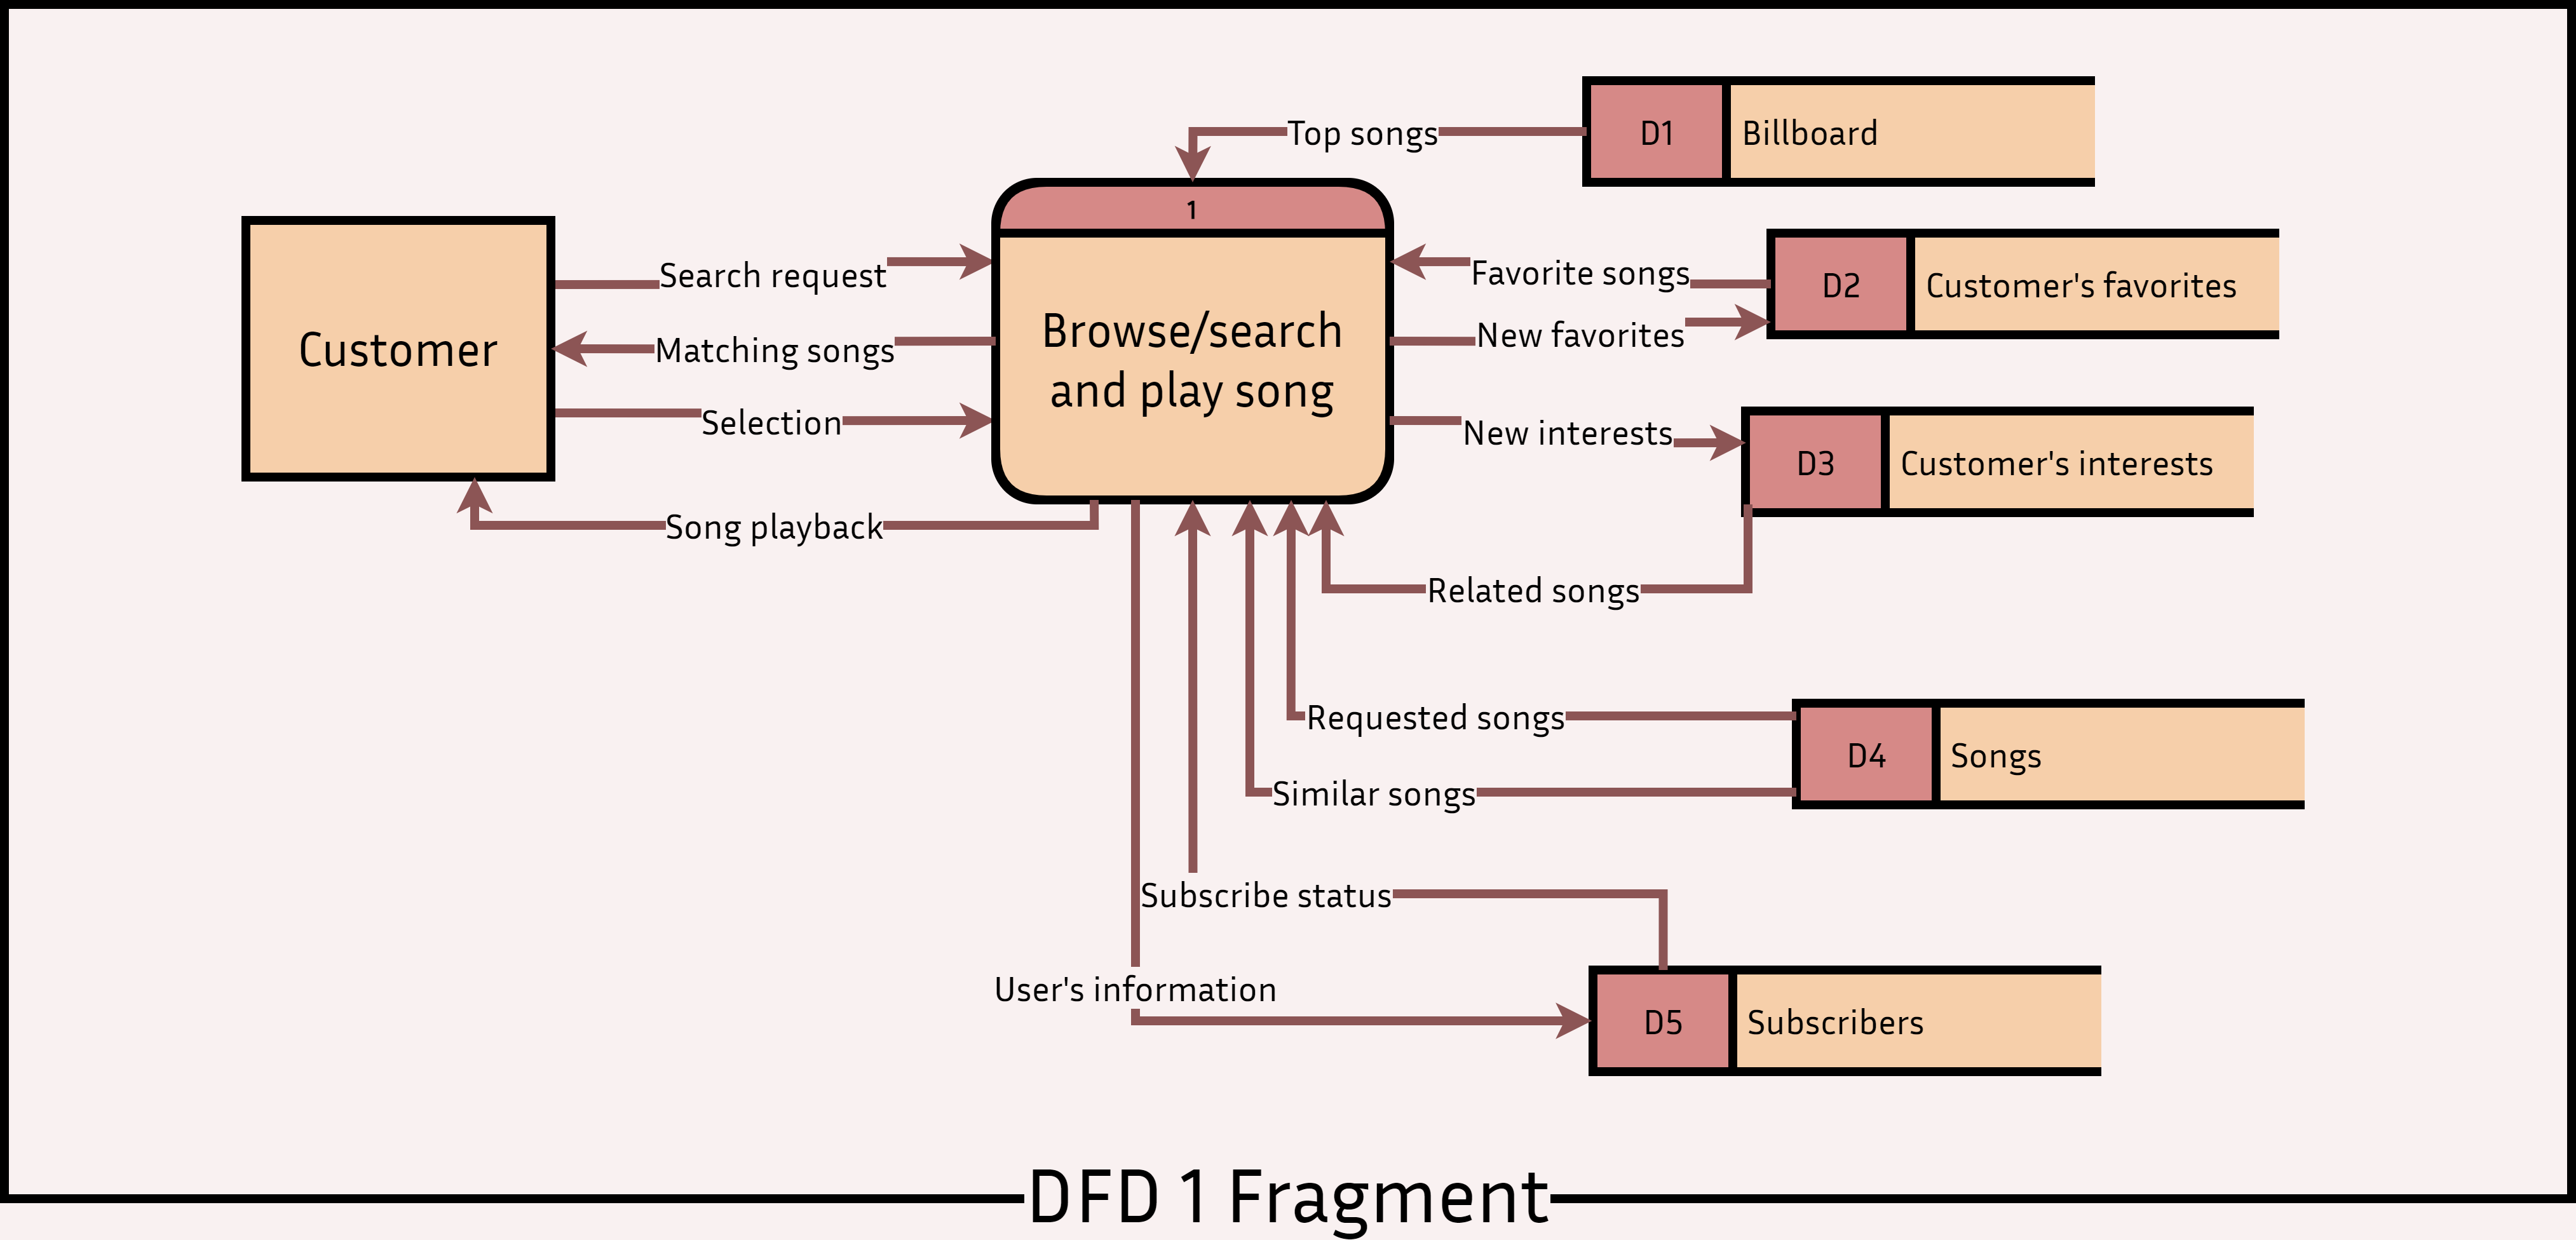 Top songs
D1
Billboard
1
Customer
Search request
Matching songs
Selection
Song playback
Browse/search
and play song
Favorite songs
New favorites
D2
Customer's favorites
New interests
D3
Customer's interests
Related songs
Requested songs
Similar songs
D4
Songs
Subscribe status
User's information
D5
Subscribers
DFD 1 Fragment